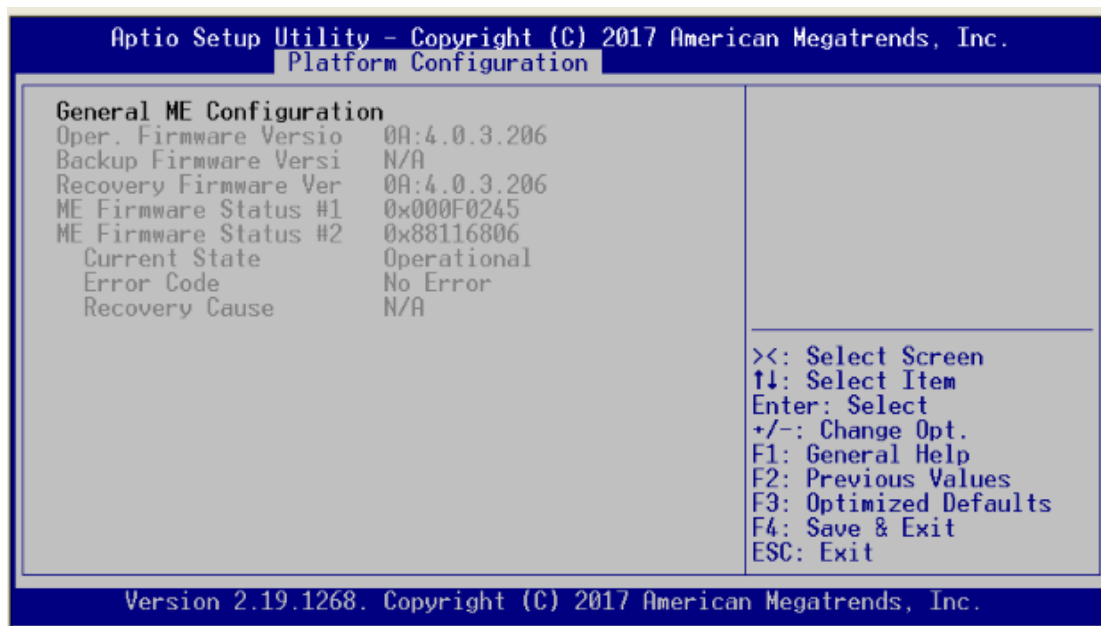 Aptio Setup Utility – Copyright (C) 2017 American Megatrends, Inc.
Platform Configuration
General ME Configuration
Oper. Firmware Versio 0A:4.0.3.206
Backup Firmware Versi N/A
Recovery Firmware Ver 0A:4.0.3.206
ME Firmware Status #1 0x000F0245
ME Firmware Status #2 0x88116806
Current State Operational
Error Code No Error
Recovery Cause N/A
><: Select Screen
↑↓: Select Item
Enter: Select
+/-: Change Opt.
F1: General Help
F2: Previous Values
F3: Optimized Defaults
F4: Save & Exit
ESC: Exit
Version 2.19.1268. Copyright (C) 2017 American Megatrends, Inc.